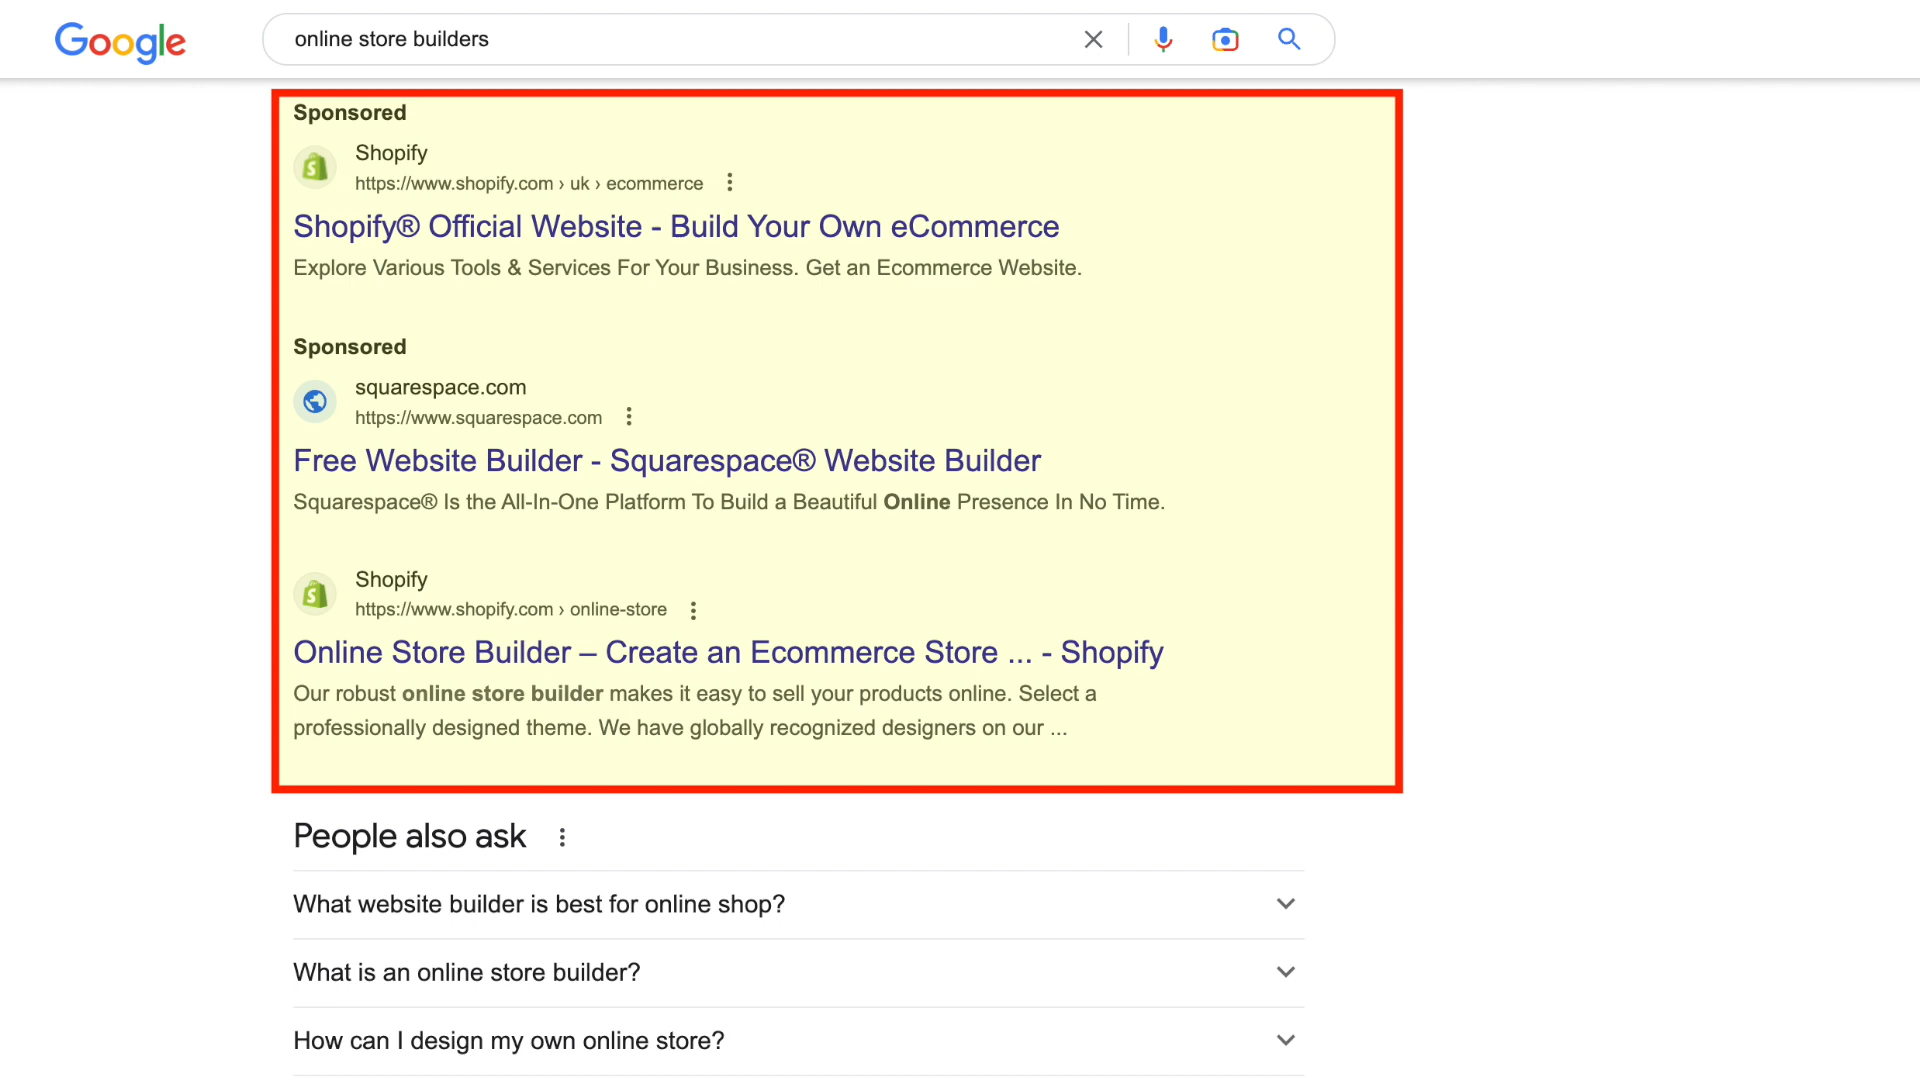 Google
online store builders
Sponsored
Shopify
https://www.shopify.com › uk › ecommerce
Shopify® Official Website - Build Your Own eCommerce
Explore Various Tools & Services For Your Business. Get an Ecommerce Website.
Sponsored
squarespace.com
https://www.squarespace.com
Free Website Builder - Squarespace® Website Builder
Squarespace® Is the All-In-One Platform To Build a Beautiful Online Presence In No Time.
Shopify
https://www.shopify.com › online-store
Online Store Builder – Create an Ecommerce Store ... - Shopify
Our robust online store builder makes it easy to sell your products online. Select a
professionally designed theme. We have globally recognized designers on our ...
People also ask
What website builder is best for online shop?
What is an online store builder?
How can I design my own online store?